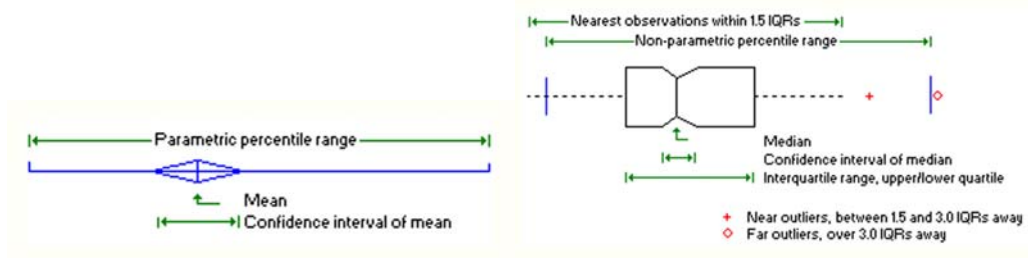 Parametric percentile range
Mean
Confidence interval of mean
Nearest observations within 1.5 IQRs
Non-parametric percentile range
Median
Confidence interval of median
Interquartile range, upper/lower quartile
Near outliers, between 1.5 and 3.0 IQRs away
Far outliers, over 3.0 IQRs away